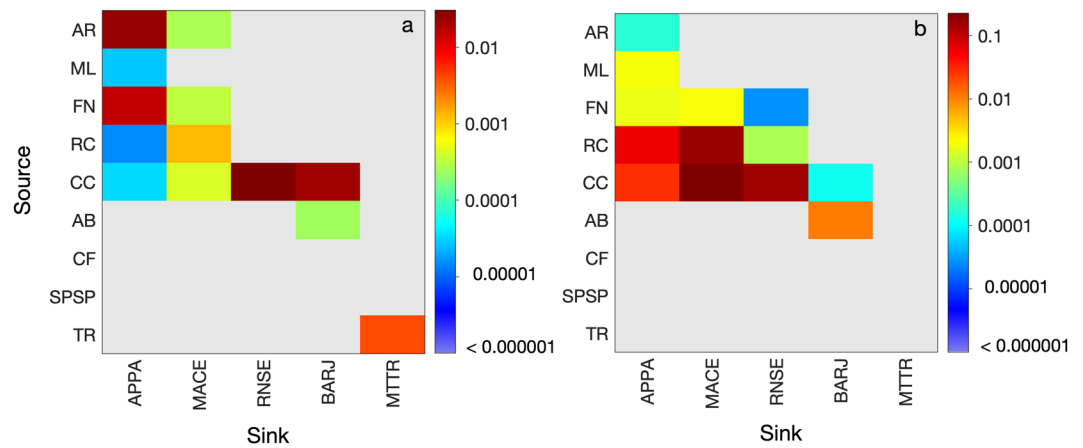 a
AR
ML
FN
RC
CC
AB
CF
SPSP
TR
Source
APPA
MACE
RNSE
BARJ
MTTR
Sink
0.01
0.001
0.0001
0.00001
< 0.000001
b
AR
ML
FN
RC
CC
AB
CF
SPSP
TR
APPA
MACE
RNSE
BARJ
MTTR
Sink
0.1
0.01
0.001
0.0001
0.00001
< 0.000001